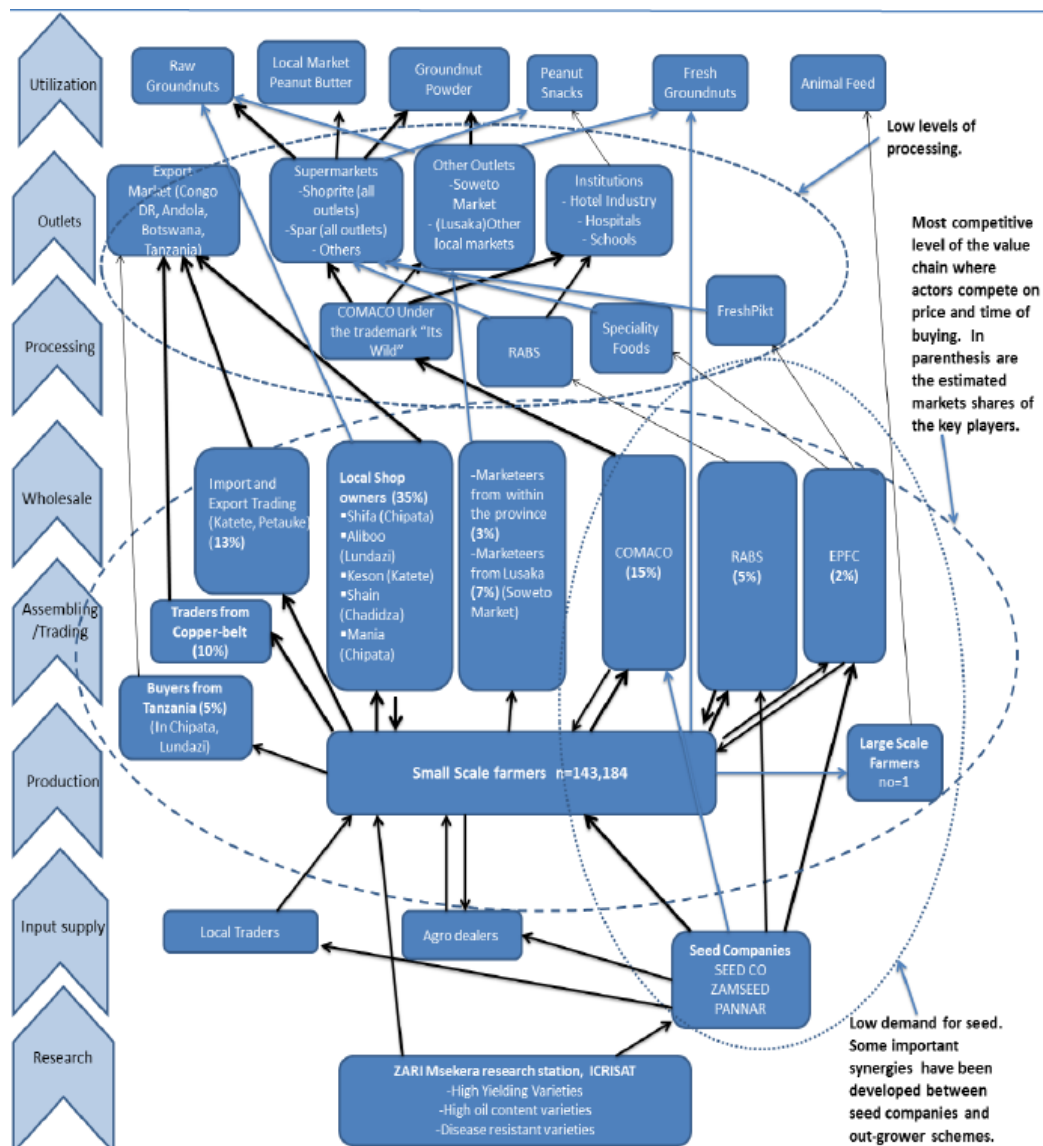 Utilization
Raw
Groundnuts
Local Market
Peanut Butter
Groundnut
Powder
Peanut
Snacks
Fresh
Groundnuts
Animal Feed
Low levels of
processing.
Outlets
Export
Market (Congo
DR, Andola,
Botswana,
Tanzania)
Supermarkets
-Shoprite (all
outlets)
-Spar (all outlets)
- Others
Other Outlets
-Soweto
Market
- (Lusaka)Other
local markets
Institutions
- Hotel Industry
- Hospitals
- Schools
Most competitive
level of the value
chain where
actors compete on
price and time of
buying. In
parenthesis are
the estimated
markets shares of
the key players.
Processing
COMACO Under
the trademark "Its
Wild"
RABS
Speciality
Foods
FreshPikt
Wholesale
Import and
Export Trading
(Katete, Petauke)
(13%)
Local Shop
owners (35%)
▪Shifa (Chipata)
▪Aliboo
(Lundazi)
▪Keson (Katete)
▪Shain
(Chadidza)
▪Mania
(Chipata)
-Marketeers
from within
the province
(3%)
-Marketeers
from Lusaka
(7%) (Soweto
Market)
COMACO
(15%)
RABS
(5%)
EPFC
(2%)
Assembling
/Trading
Traders from
Copper-belt
(10%)
Buyers from
Tanzania (5%)
(In Chipata,
Lundazi)
Production
Small Scale farmers n=143,184
Large Scale
Farmers
no=1
Input supply
Local Traders
Agro dealers
Seed Companies
SEED CO
ZAMSEED
PANNAR
Low demand for seed.
Some important
synergies have been
developed between
seed companies and
out-grower schemes.
Research
ZARI Msekera research station, ICRISAT
-High Yielding Varieties
-High oil content varieties
-Disease resistant varieties